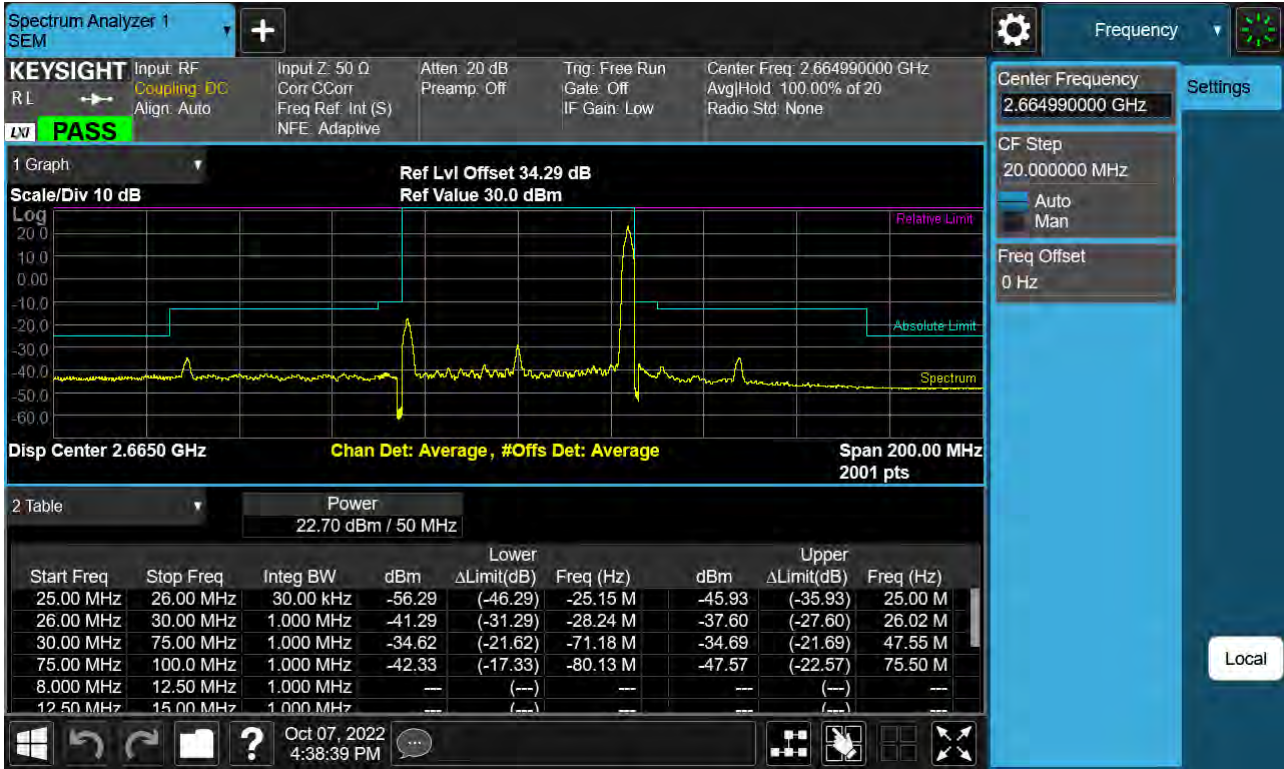 Spectrum Analyzer 1
SEM
Frequency
KEYSIGHT
RL
LXI
PASS
Input: RF
Coupling: DC
Align: Auto
Input Z: 50 Ω
Corr CCorr
Freq Ref: Int (S)
NFE: Adaptive
Atten: 20 dB
Preamp: Off
Trig: Free Run
Gate: Off
IF Gain: Low
Center Freq: 2.664990000 GHz
Avg|Hold: 100.00% of 20
Radio Std: None
Center Frequency
2.664990000 GHz
Settings
CF Step
20.000000 MHz
Auto
Man
Freq Offset
0 Hz
Local
1 Graph
Ref Lvl Offset 34.29 dB
Scale/Div 10 dB
Ref Value 30.0 dBm
Log
20.0
10.0
0.00
-10.0
-20.0
-30.0
-40.0
-50.0
-60.0
Relative Limit
Absolute Limit
Spectrum
Disp Center 2.6650 GHz
Chan Det: Average, #Offs Det: Average
Span 200.00 MHz
2001 pts
2 Table
Power
22.70 dBm / 50 MHz
Lower Upper
Start Freq Stop Freq Integ BW dBm ΔLimit(dB) Freq (Hz) dBm ΔLimit(dB) Freq (Hz)
25.00 MHz 26.00 MHz 30.00 kHz -56.29 (-46.29) -25.15 M -45.93 (-35.93) 25.00 M
26.00 MHz 30.00 MHz 1.000 MHz -41.29 (-31.29) -28.24 M -37.60 (-27.60) 26.02 M
30.00 MHz 75.00 MHz 1.000 MHz -34.62 (-21.62) -71.18 M -34.69 (-21.69) 47.55 M
75.00 MHz 100.0 MHz 1.000 MHz -42.33 (-17.33) -80.13 M -47.57 (-22.57) 75.50 M
8.000 MHz 12.50 MHz 1.000 MHz --- (---) --- --- (---) ---
12.50 MHz 15.00 MHz 1.000 MHz --- (---) --- --- (---) ---
Oct 07, 2022
4:38:39 PM